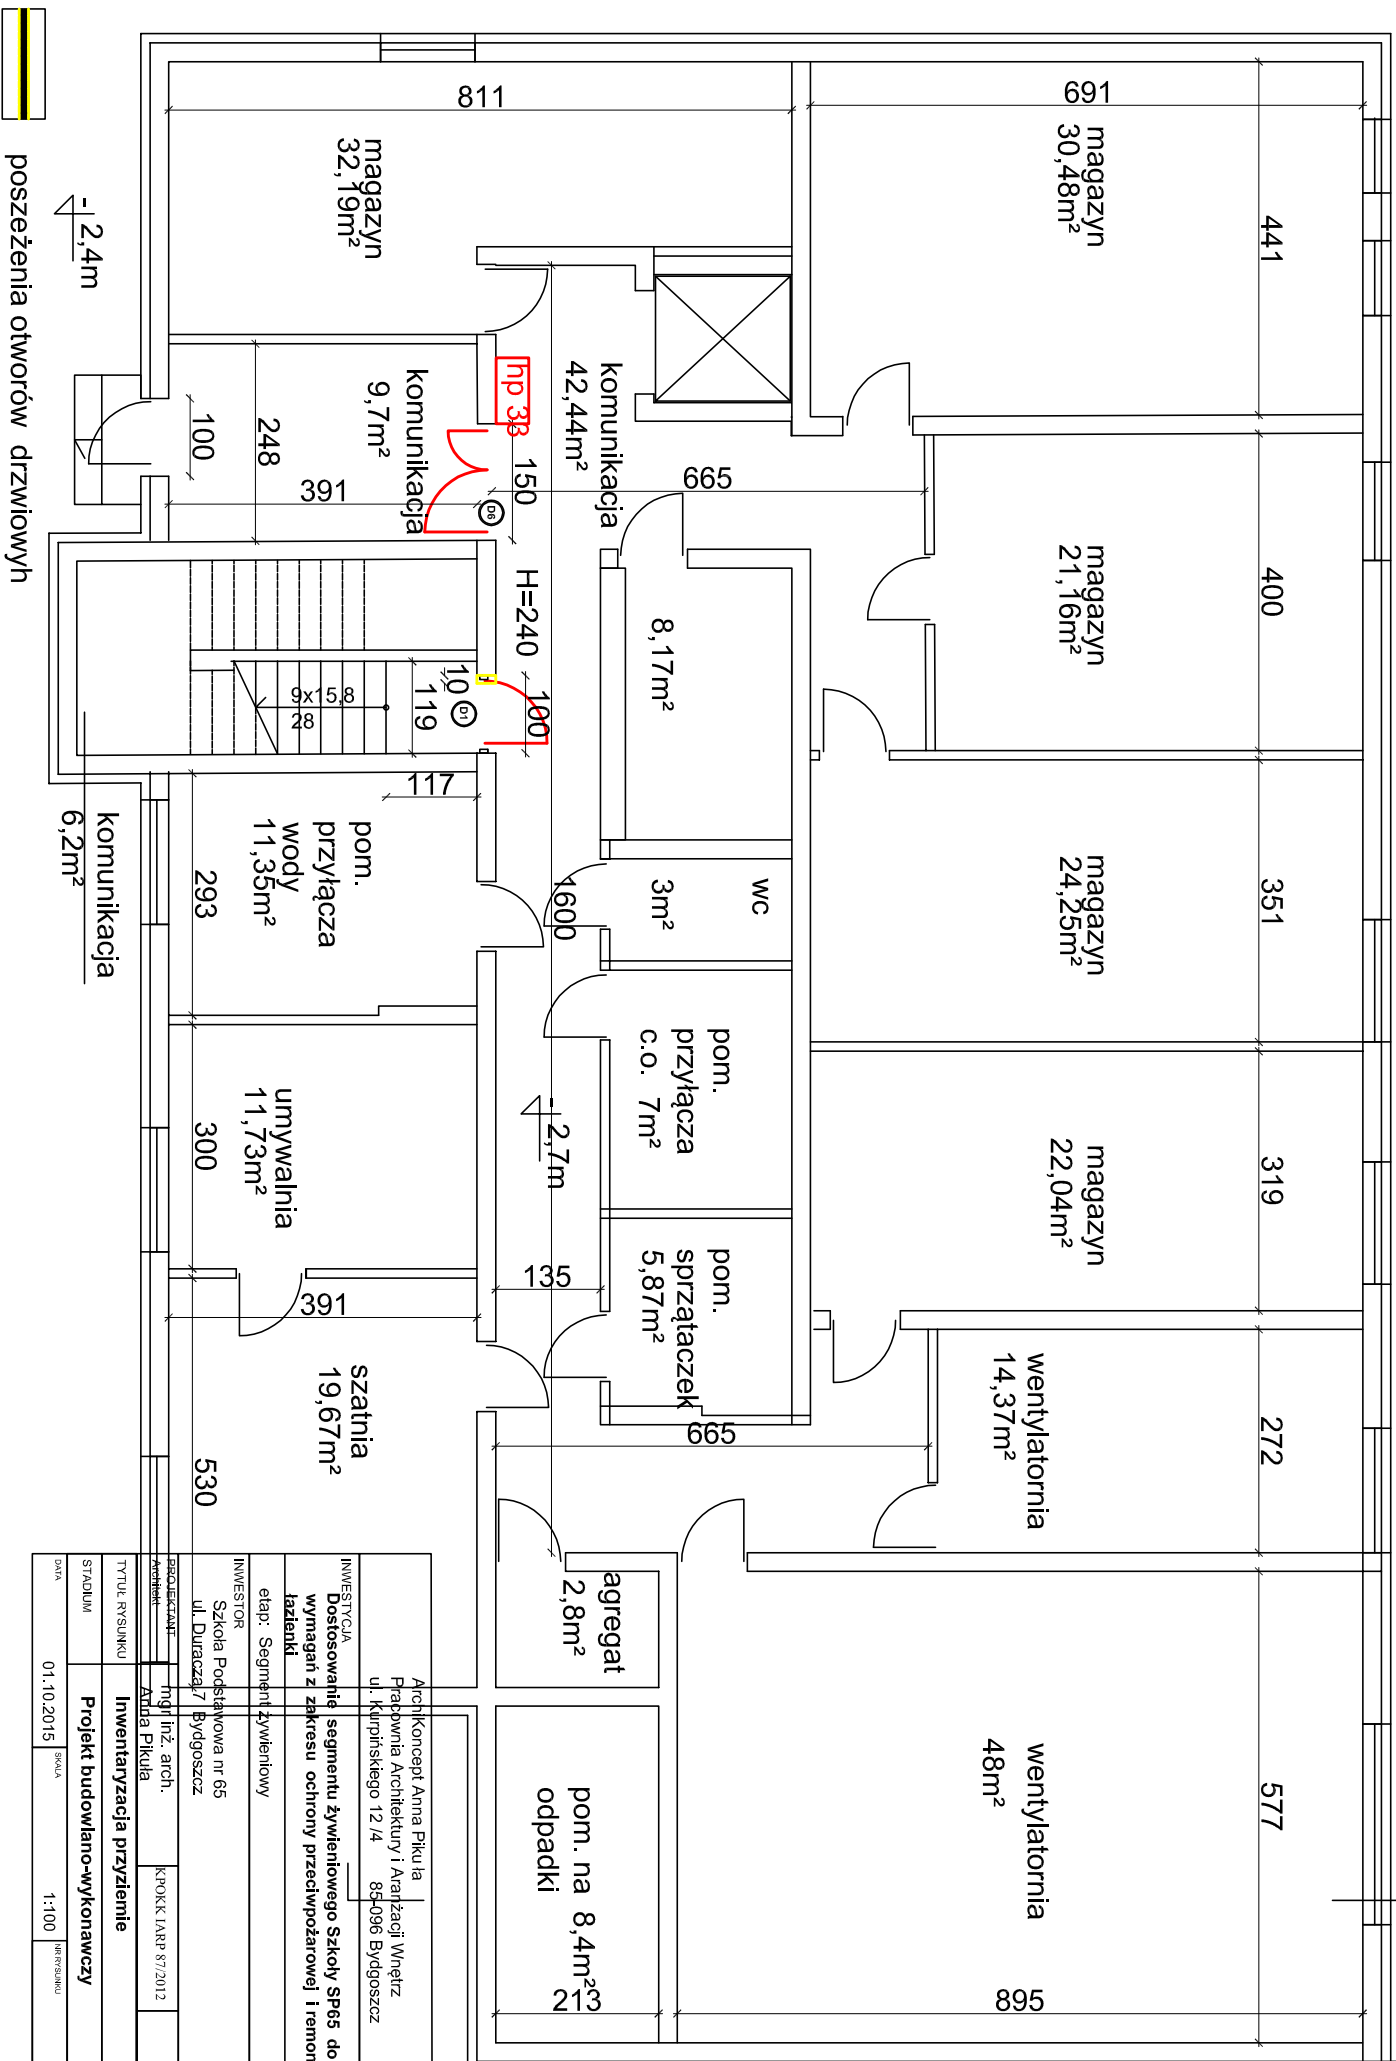 811
691
magazyn
32,19m²
magazyn
30,48m²
441
- 2,4m
poszeżenia otworów drzwiowyh
hp 33
komunikacja
42,44m²
komunikacja
9,7m²
100
248
391
150
D6
665
magazyn
21,16m²
400
H=240
8,17m²
9x15,8
28
10
119
D1
100
117
komunikacja
6,2m²
pom.
przyłącza
wody
11,35m²
293
1600
wc
3m²
magazyn
24,25m²
351
pom.
przyłącza
c.o. 7m²
- 2,7m
umywalnia
11,73m²
300
magazyn
22,04m²
319
135
pom.
sprzątaczek
5,87m²
391
szatnia
19,67m²
530
665
wentylatornia
14,37m²
272
agregat
2,8m²
wentylatornia
48m²
577
pom. na 8,4m²
odpadki
213
895
ArchiKoncept Anna Pikuła
Pracownia Architektury i Aranżacji Wnętrz
ul. Kurpińskiego 12 /4 85-096 Bydgoszcz
INWESTYCJA
Dostosowanie segmentu żywieniowego Szkoły SP65 do
wymagań z zakresu ochrony przeciwpożarowej i remon
łazienki
etap: Segment żywieniowy
INWESTOR
Szkoła Podstawowa nr 65
ul. Duracza 7 Bydgoszcz
PROJEKTANT
Architekt
mgr inż. arch.
Anna Pikuła
KPOKK IARP 87/2012
TYTUŁ RYSUNKU
Inwentaryzacja przyziemie
STADIUM
Projekt budowlano-wykonawczy
DATA
01.10.2015
SKALA
1:100
NR RYSUNKU